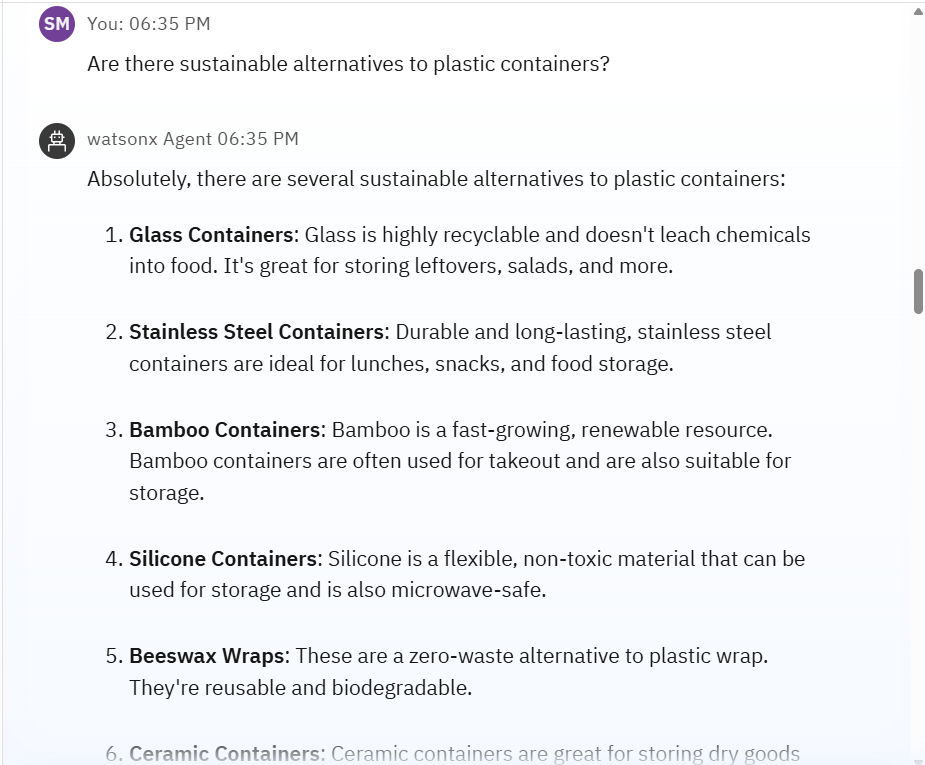 SM You: 06:35 PM
Are there sustainable alternatives to plastic containers?
watsonx Agent 06:35 PM
Absolutely, there are several sustainable alternatives to plastic containers:
1. Glass Containers: Glass is highly recyclable and doesn't leach chemicals
into food. It's great for storing leftovers, salads, and more.
2. Stainless Steel Containers: Durable and long-lasting, stainless steel
containers are ideal for lunches, snacks, and food storage.
3. Bamboo Containers: Bamboo is a fast-growing, renewable resource.
Bamboo containers are often used for takeout and are also suitable for
storage.
4. Silicone Containers: Silicone is a flexible, non-toxic material that can be
used for storage and is also microwave-safe.
5. Beeswax Wraps: These are a zero-waste alternative to plastic wrap.
They're reusable and biodegradable.
6. Ceramic Containers: Ceramic containers are great for storing dry goods